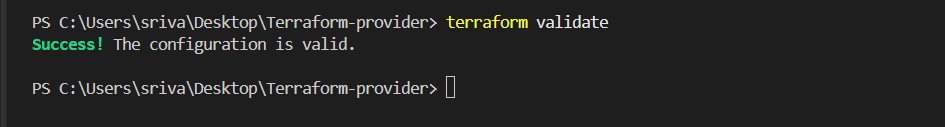 PS C:\Users\sriva\Desktop\Terraform-provider> terraform validate
Success! The configuration is valid.
PS C:\Users\sriva\Desktop\Terraform-provider>